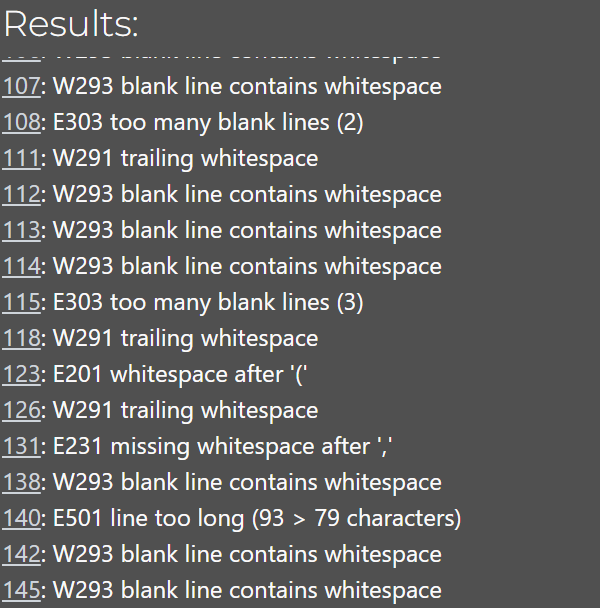 Results:
107: W293 blank line contains whitespace
108: E303 too many blank lines (2)
111: W291 trailing whitespace
112: W293 blank line contains whitespace
113: W293 blank line contains whitespace
114: W293 blank line contains whitespace
115: E303 too many blank lines (3)
118: W291 trailing whitespace
123: E201 whitespace after '('
126: W291 trailing whitespace
131: E231 missing whitespace after ','
138: W293 blank line contains whitespace
140: E501 line too long (93 > 79 characters)
142: W293 blank line contains whitespace
145: W293 blank line contains whitespace